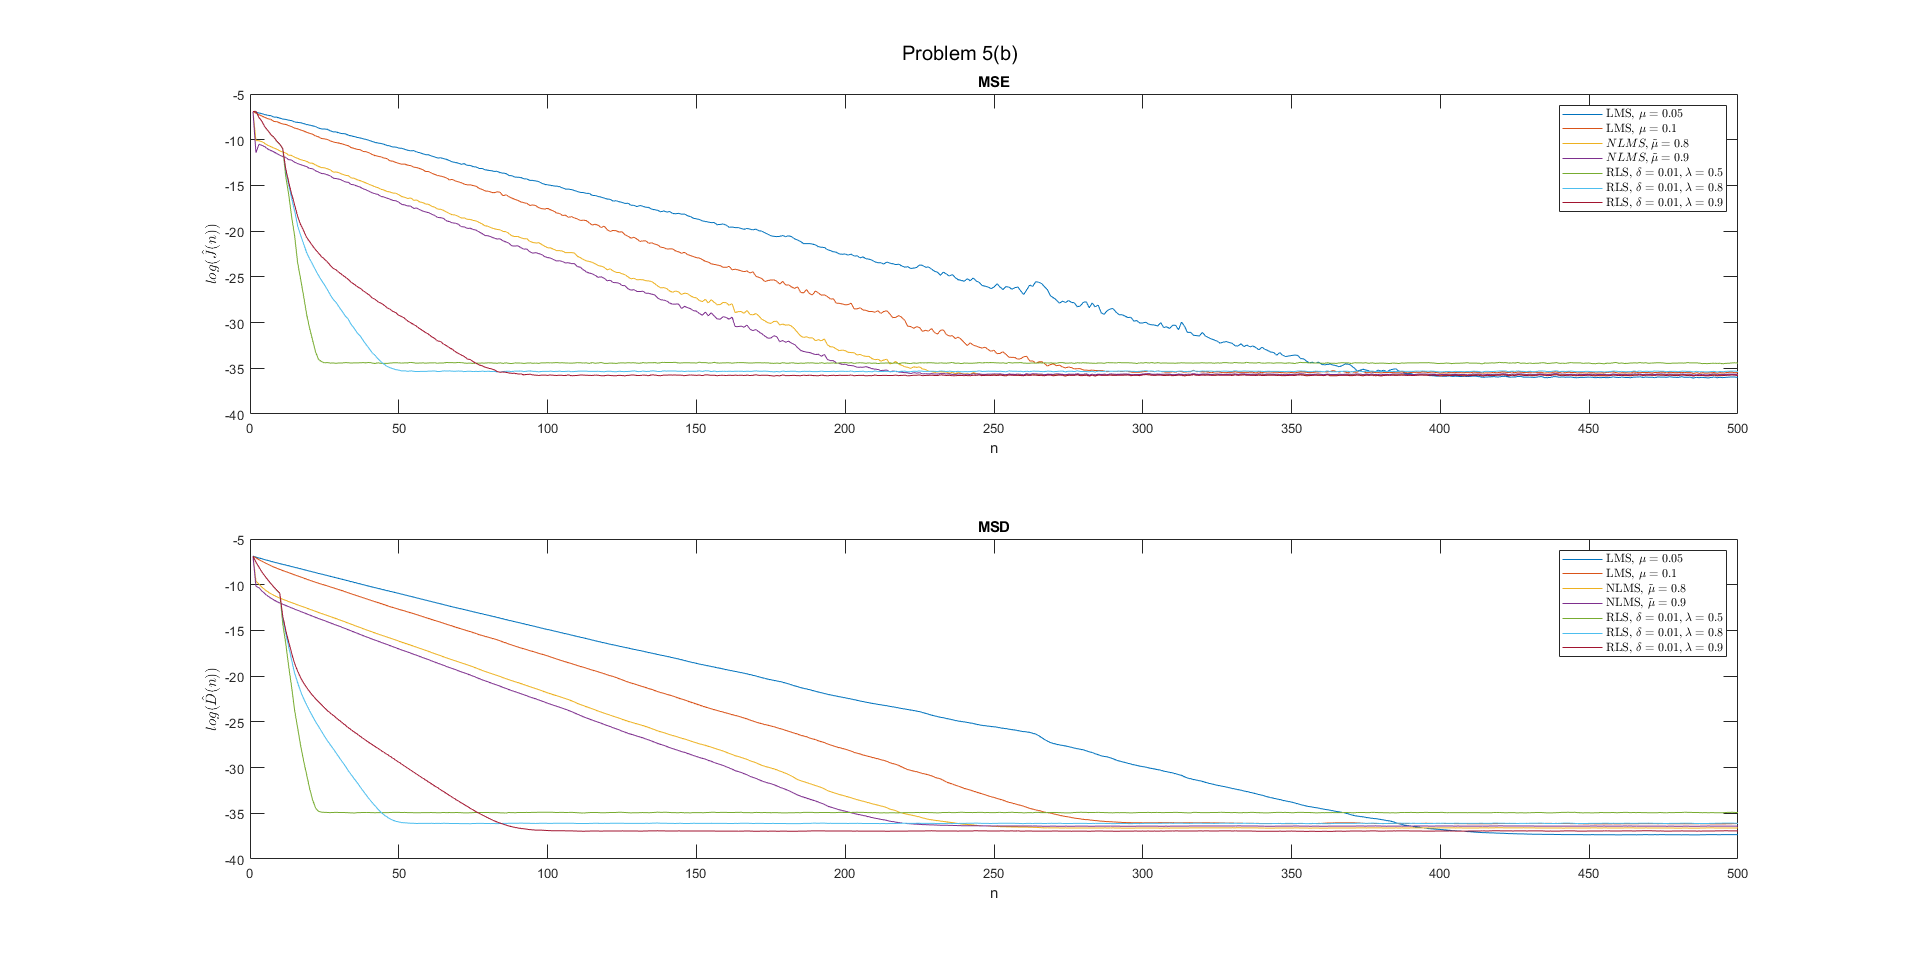 Problem 5(b)
MSE
-5
-10
-15
-20
-25
-30
-35
-40
log(Ĵ(n))
LMS, μ = 0.05
LMS, μ = 0.1
NLMS, μ̃ = 0.8
NLMS, μ̃ = 0.9
RLS, δ = 0.01, λ = 0.5
RLS, δ = 0.01, λ = 0.8
RLS, δ = 0.01, λ = 0.9
0 50 100 150 200 250 300 350 400 450 500
n
MSD
-5
-10
-15
-20
-25
-30
-35
-40
log(D̂(n))
LMS, μ = 0.05
LMS, μ = 0.1
NLMS, μ̃ = 0.8
NLMS, μ̃ = 0.9
RLS, δ = 0.01, λ = 0.5
RLS, δ = 0.01, λ = 0.8
RLS, δ = 0.01, λ = 0.9
0 50 100 150 200 250 300 350 400 450 500
n